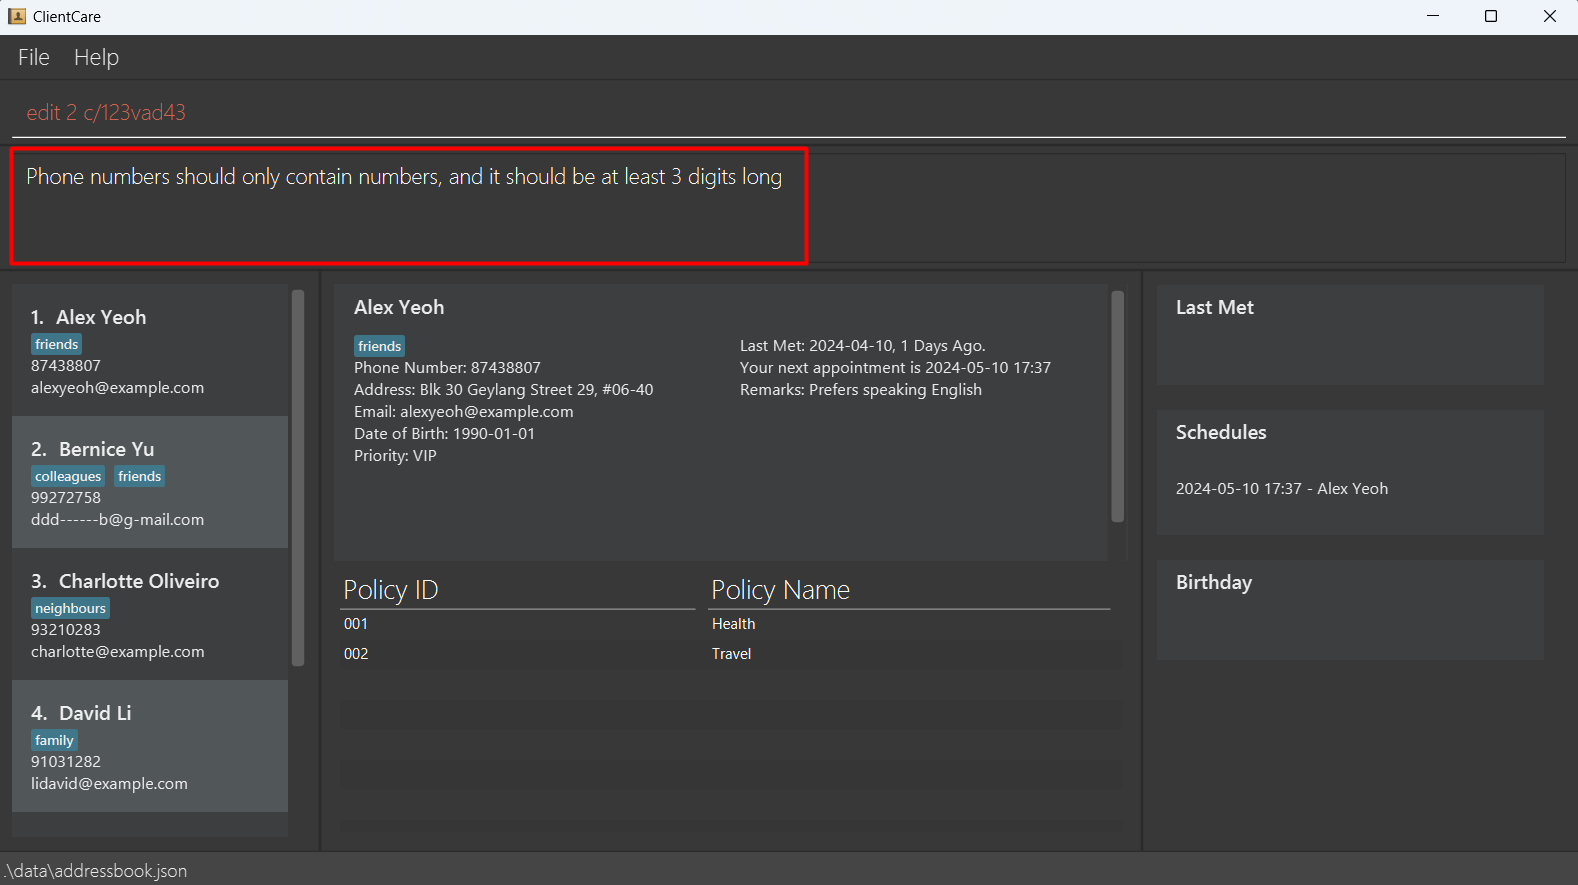 ClientCare
File Help
edit 2 c/123vad43
Phone numbers should only contain numbers, and it should be at least 3 digits long
1. Alex Yeoh
friends
87438807
alexyeoh@example.com
2. Bernice Yu
colleagues friends
99272758
ddd------b@g-mail.com
3. Charlotte Oliveiro
neighbours
93210283
charlotte@example.com
4. David Li
family
91031282
lidavid@example.com
Alex Yeoh
friends
Phone Number: 87438807
Address: Blk 30 Geylang Street 29, #06-40
Email: alexyeoh@example.com
Date of Birth: 1990-01-01
Priority: VIP
Last Met: 2024-04-10, 1 Days Ago.
Your next appointment is 2024-05-10 17:37
Remarks: Prefers speaking English
Policy ID Policy Name
001 Health
002 Travel
Last Met
Schedules
2024-05-10 17:37 - Alex Yeoh
Birthday
.\data\addressbook.json